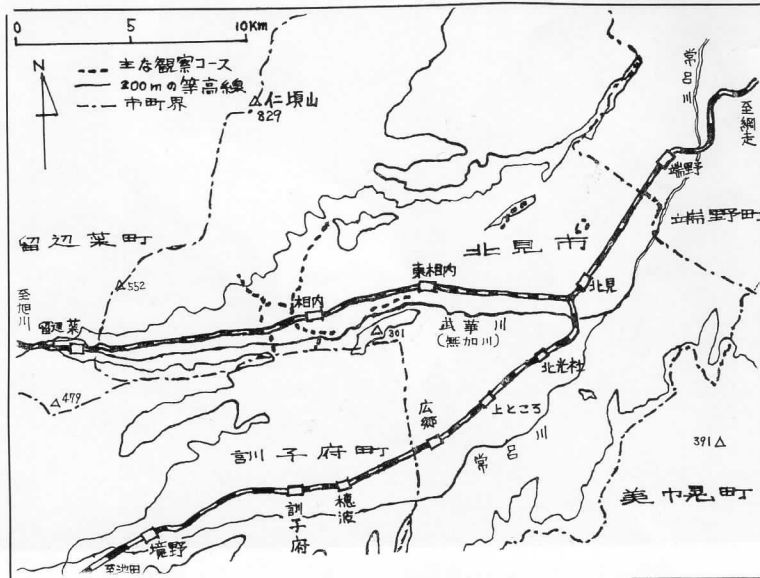 0 5 10Km
N
主な観察コース
200mの等高線
市町界
仁頃山
829
常呂川
至網走
端野
端野町
留辺蘂町
北見市
552
至旭川
留辺蘂
相内
東相内
北見
武華川
(無加川)
301
北光社
479
上ところ
広郷
訓子府町
常呂川
391
美幌町
穂波
訓子府
境野
至池田